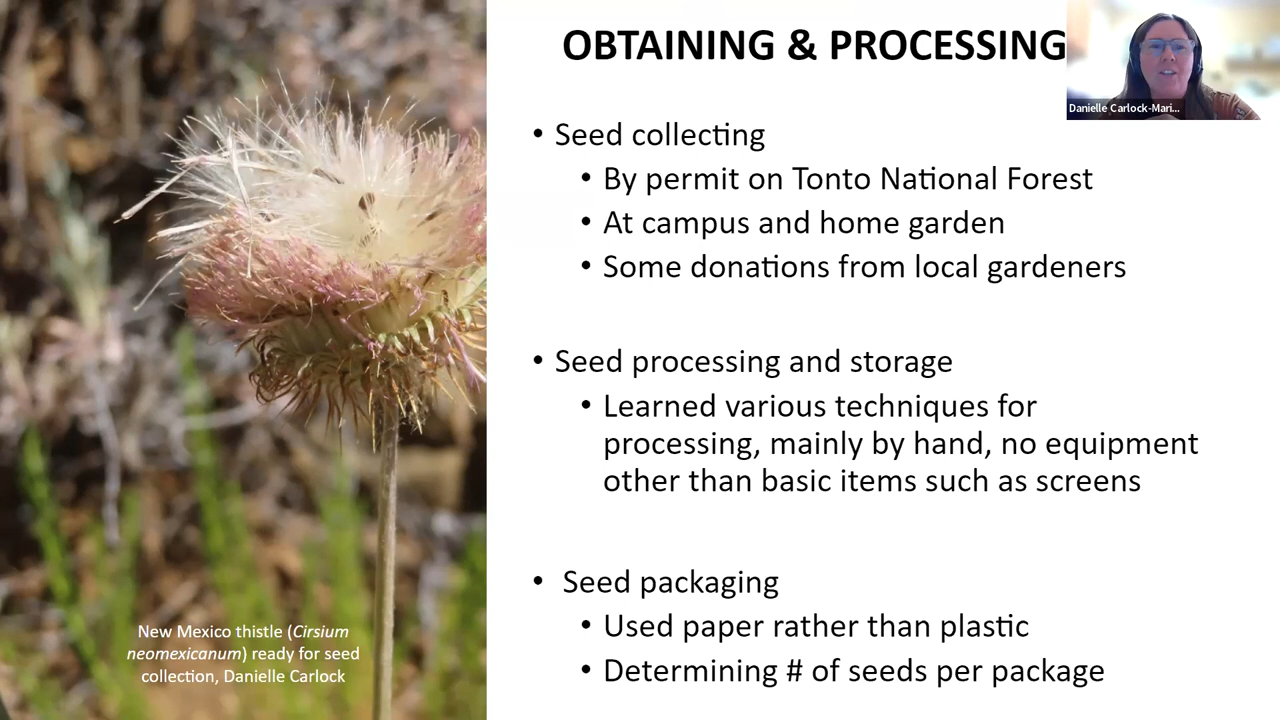 OBTAINING & PROCESSING
Danielle Carlock-Mari...
• Seed collecting
• By permit on Tonto National Forest
• At campus and home garden
• Some donations from local gardeners
• Seed processing and storage
• Learned various techniques for
processing, mainly by hand, no equipment
other than basic items such as screens
• Seed packaging
• Used paper rather than plastic
• Determining # of seeds per package
New Mexico thistle (Cirsium
neomexicanum) ready for seed
collection, Danielle Carlock